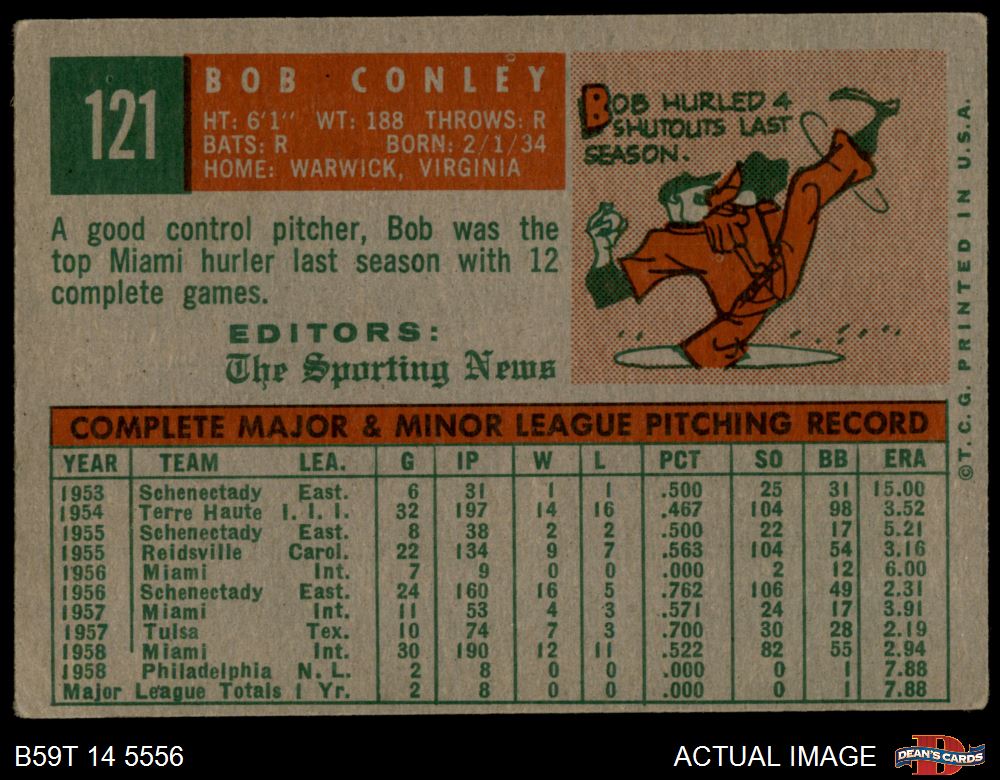 121
BOB CONLEY
HT: 6'1" WT: 188 THROWS: R
BATS: R BORN: 2/1/34
HOME: WARWICK, VIRGINIA
BOB HURLED 4
SHUTOUTS LAST
SEASON.
A good control pitcher, Bob was the
top Miami hurler last season with 12
complete games.
EDITORS:
The Sporting News
©T.C.G. PRINTED IN U.S.A.
COMPLETE MAJOR & MINOR LEAGUE PITCHING RECORD
YEAR TEAM LEA. G IP W L PCT SO BB ERA
1953 Schenectady East. 6 31 1 1 .500 25 31 15.00
1954 Terre Haute I. I. I. 32 197 14 16 .467 104 98 3.52
1955 Schenectady East. 8 38 2 2 .500 22 17 5.21
1955 Reidsville Carol. 22 134 9 7 .563 104 54 3.16
1956 Miami Int. 7 9 0 0 .000 2 12 6.00
1956 Schenectady East. 24 160 16 5 .762 106 49 2.31
1957 Miami Int. 11 53 4 3 .571 24 17 3.91
1957 Tulsa Tex. 10 74 7 3 .700 30 28 2.19
1958 Miami Int. 30 190 12 11 .522 82 55 2.94
1958 Philadelphia N. L. 2 8 0 0 .000 0 1 7.88
Major League Totals 1 Yr. 2 8 0 0 .000 0 1 7.88
B59T 14 5556
ACTUAL IMAGE
DEAN'S CARDS